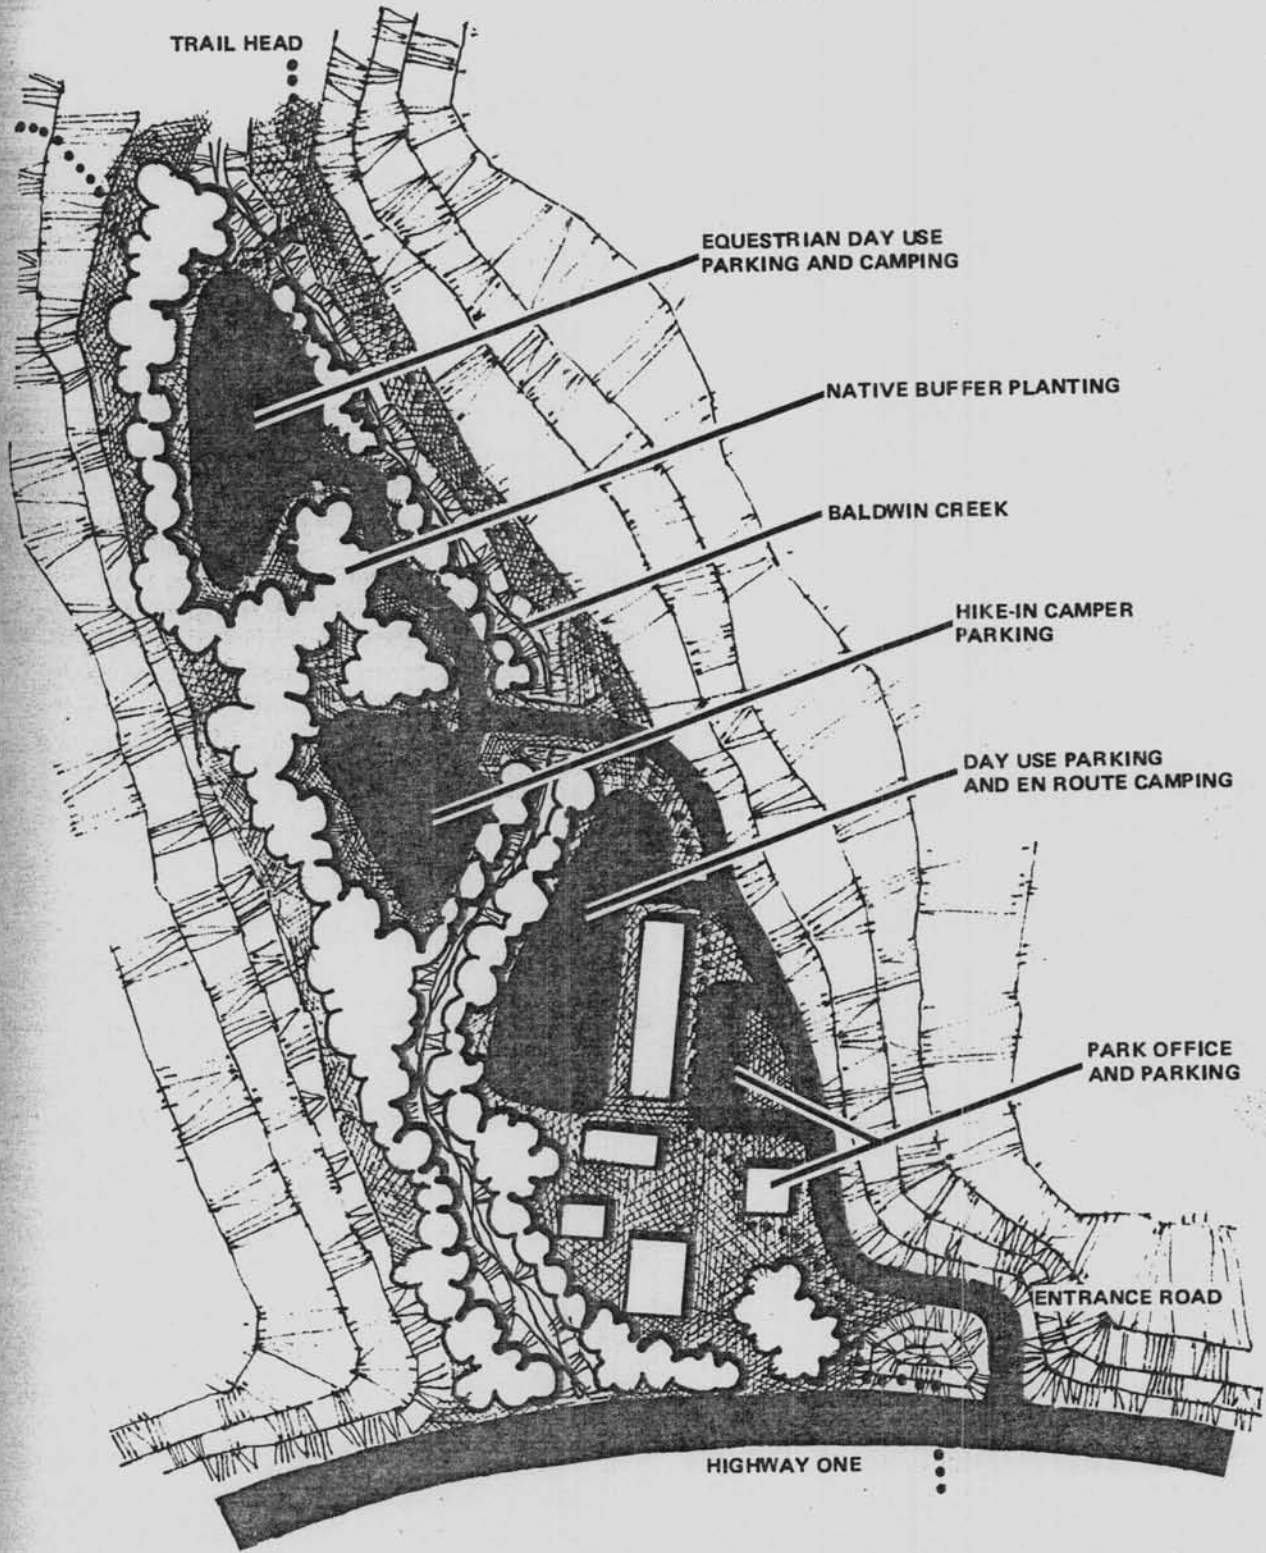 TRAIL HEAD
EQUESTRIAN DAY USE
PARKING AND CAMPING
NATIVE BUFFER PLANTING
BALDWIN CREEK
HIKE-IN CAMPER
PARKING
DAY USE PARKING
AND EN ROUTE CAMPING
PARK OFFICE
AND PARKING
ENTRANCE ROAD
HIGHWAY ONE